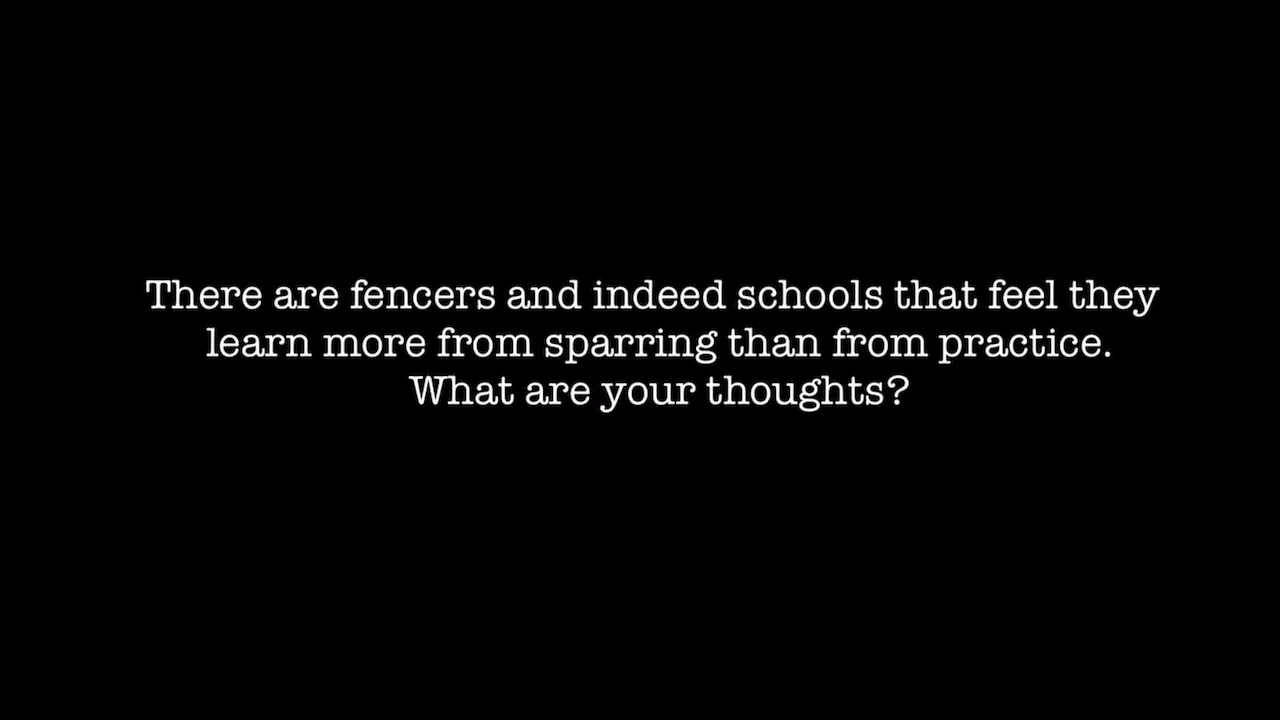 There are fencers and indeed schools that feel they
learn more from sparring than from practice.
What are your thoughts?